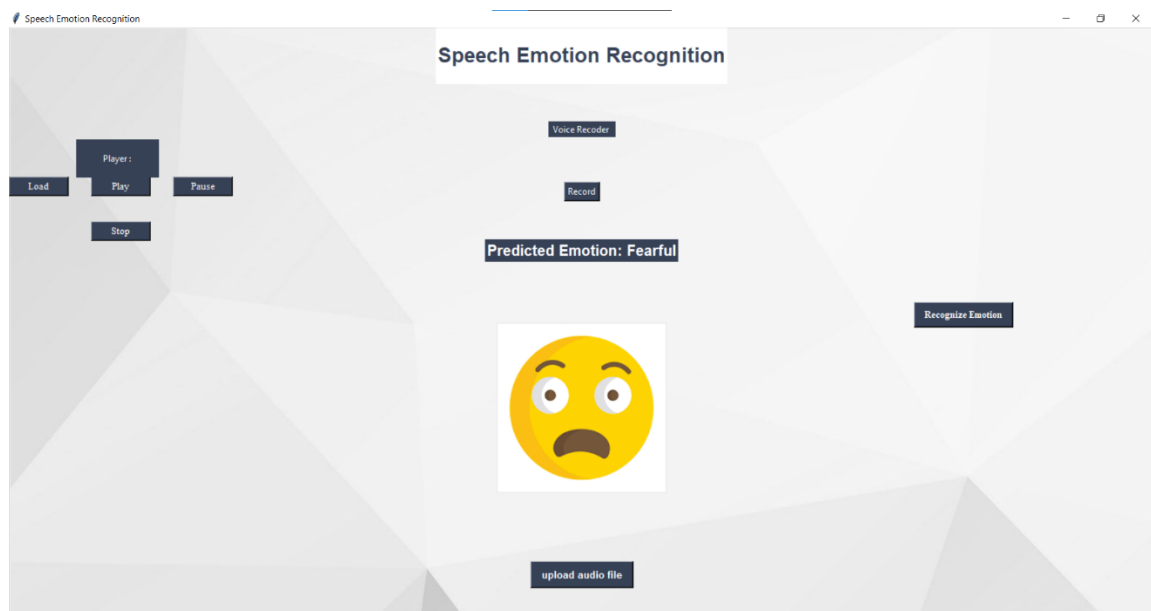 Speech Emotion Recognition
Speech Emotion Recognition
Voice Recoder
Player :
Load Play Pause
Record
Stop
Predicted Emotion: Fearful
Recognize Emotion
upload audio file